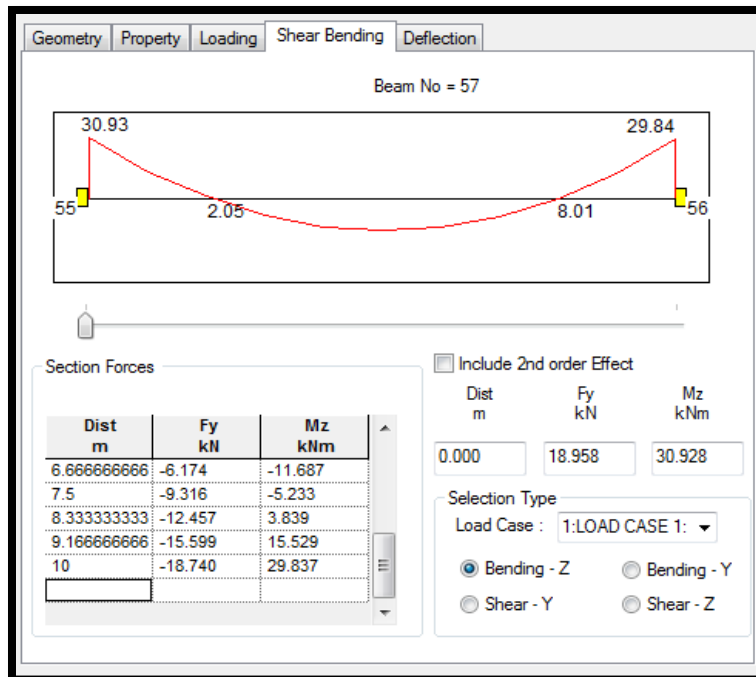 Geometry Property Loading Shear Bending Deflection
Beam No = 57
30.93 29.84
55 2.05 8.01 56
Section Forces
Dist Fy Mz
m kN kNm
6.666666666 -6.174 -11.687
7.5 -9.316 -5.233
8.333333333 -12.457 3.839
9.166666666 -15.599 15.529
10 -18.740 29.837
Include 2nd order Effect
Dist Fy Mz
m kN kNm
0.000 18.958 30.928
Selection Type
Load Case : 1:LOAD CASE 1:
Bending - Z Bending - Y
Shear - Y Shear - Z